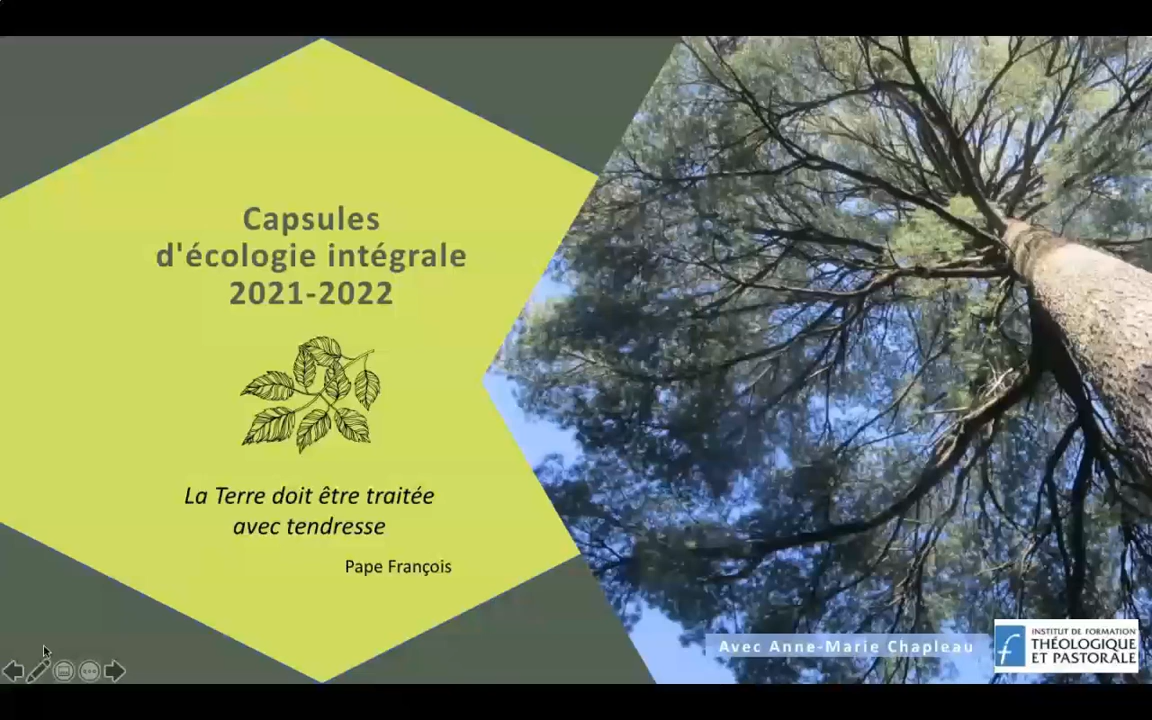 Capsules
d'écologie intégrale
2021-2022
La Terre doit être traitée
avec tendresse
Pape François
Avec Anne-Marie Chapleau
INSTITUT DE FORMATION
THÉOLOGIQUE
ET PASTORALE